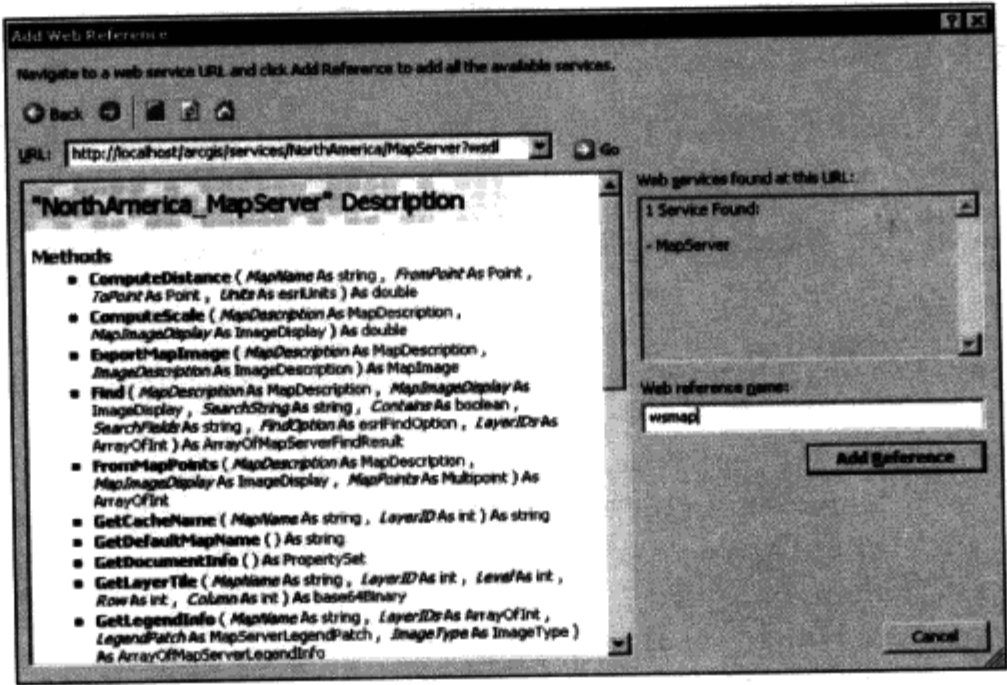 Add Web Reference
Navigate to a web service URL and click Add Reference to add all the available services.
Back
URL: http://localhost/arcgis/services/NorthAmerica/MapServer?wsdl Go
"NorthAmerica_MapServer" Description
Methods
ComputeDistance ( MapName As string , FromPoint As Point ,
ToPoint As Point , Units As esriUnits ) As double
ComputeScale ( MapDescription As MapDescription ,
MapImageDisplay As ImageDisplay ) As double
ExportMapImage ( MapDescription As MapDescription ,
ImageDescription As ImageDescription ) As MapImage
Find ( MapDescription As MapDescription , MapImageDisplay As
ImageDisplay , SearchString As string , Contains As boolean ,
SearchFields As string , FindOption As esriFindOption , LayerIDs As
ArrayOfInt ) As ArrayOfMapServerFindResult
FromMapPoints ( MapDescription As MapDescription ,
MapImageDisplay As ImageDisplay , MapPoints As Multipoint ) As
ArrayOfInt
GetCacheName ( MapName As string , LayerID As int ) As string
GetDefaultMapName ( ) As string
GetDocumentInfo ( ) As PropertySet
GetLayerTile ( MapName As string , LayerID As int , Level As int ,
Row As int , Column As int ) As base64Binary
GetLegendInfo ( MapName As string , LayerIDs As ArrayOfInt ,
LegendPatch As MapServerLegendPatch , ImageType As ImageType )
As ArrayOfMapServerLegendInfo
Web services found at this URL:
1 Service Found:
- MapServer
Web reference name:
wsmap
Add Reference
Cancel